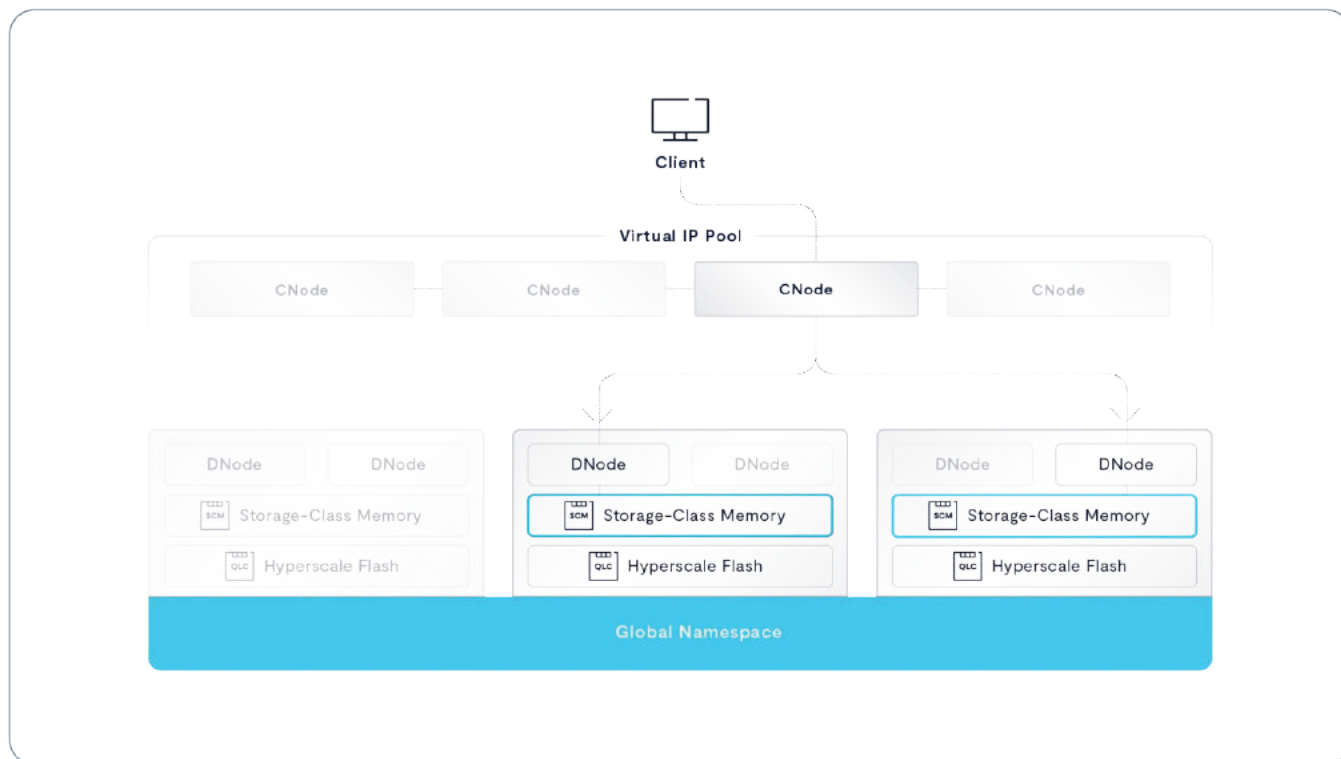 Client
Virtual IP Pool
CNode
CNode
CNode
CNode
DNode
DNode
SCM Storage-Class Memory
QLC Hyperscale Flash
DNode
DNode
SCM Storage-Class Memory
QLC Hyperscale Flash
DNode
DNode
SCM Storage-Class Memory
QLC Hyperscale Flash
Global Namespace